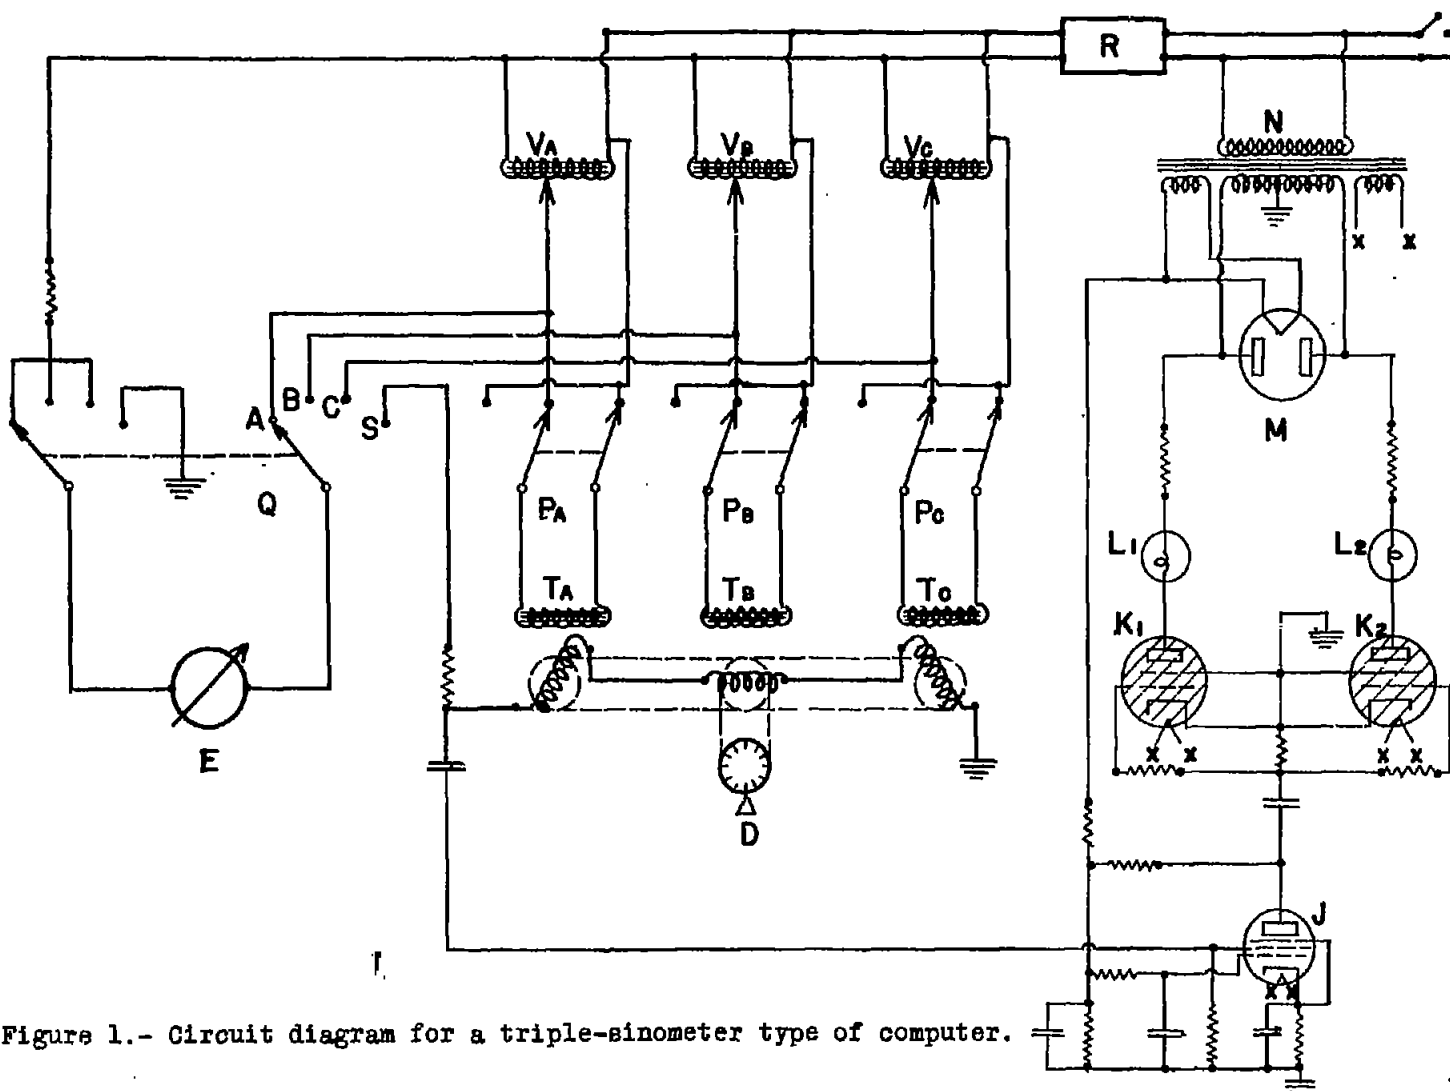 R
N
VA VB VC
x x
A B C S
M
Q
PA PB PC
L1 L2
TA TB TC
K1 K2
E
x x x x
D
J
x x
Figure 1.- Circuit diagram for a triple-sinometer type of computer.